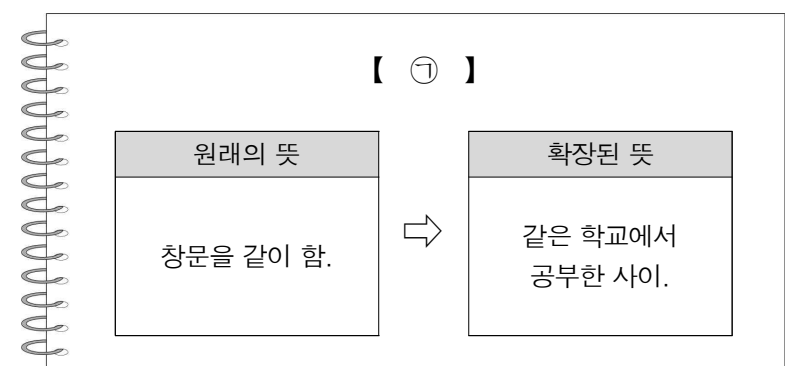 【 ㉠ 】
원래의 뜻
확장된 뜻
창문을 같이 함.
⇨
같은 학교에서
공부한 사이.